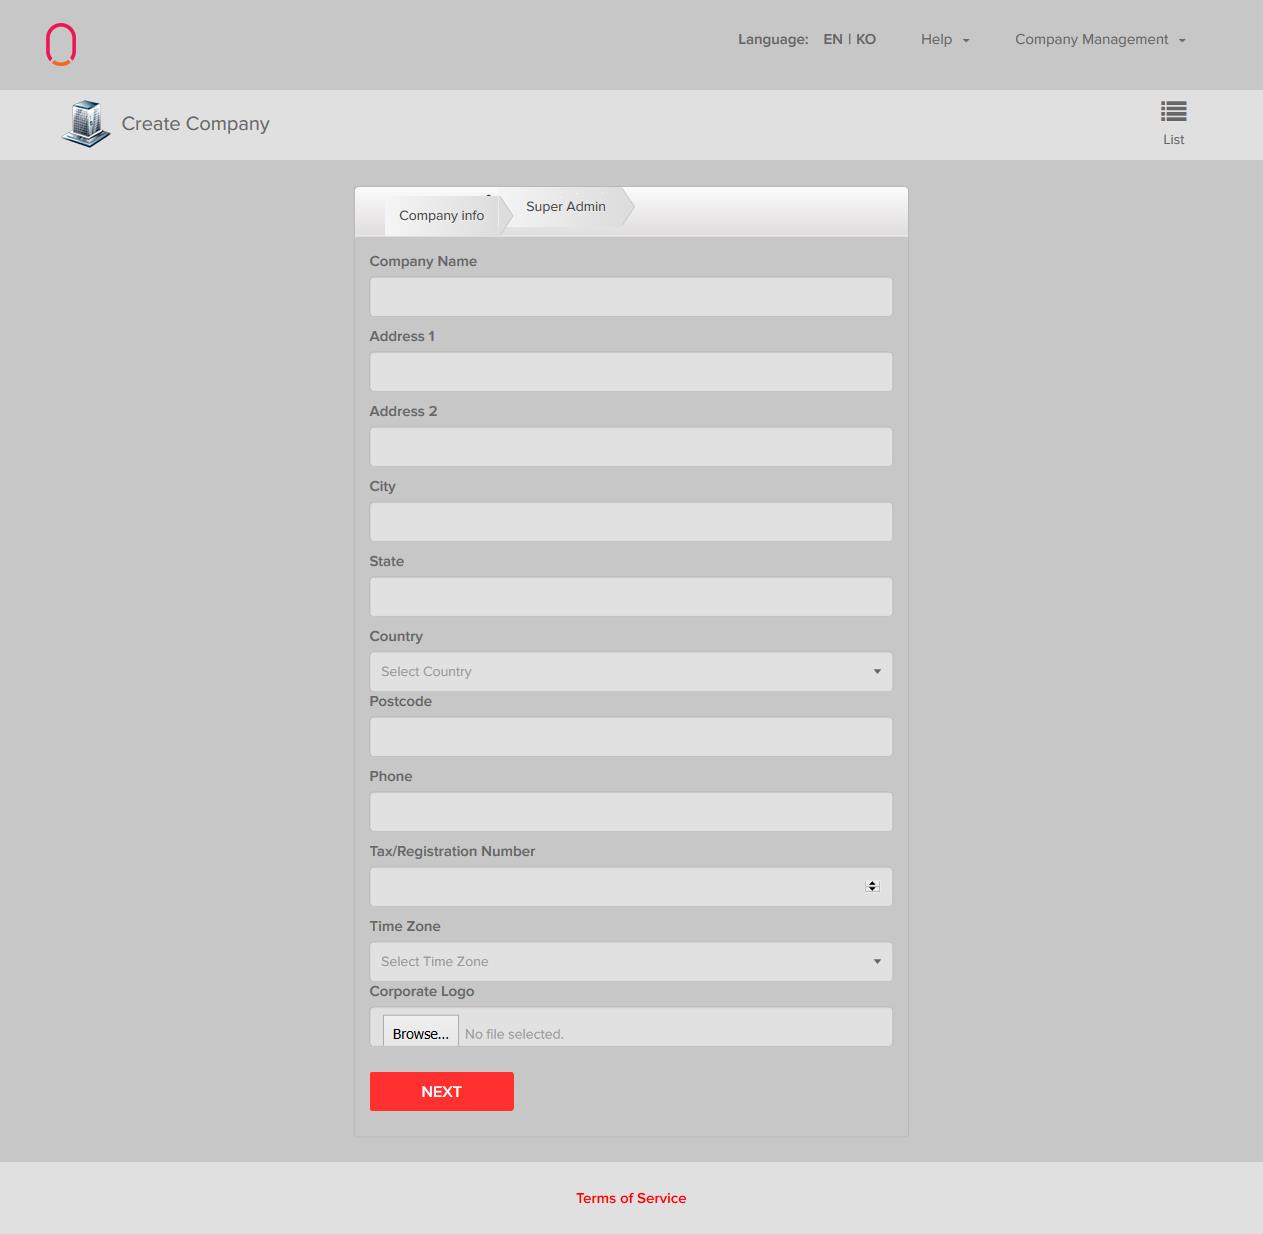 Language: EN | KO Help Company Management
Create Company
List
Company info
Super Admin
Company Name
Address 1
Address 2
City
State
Country
Select Country
Postcode
Phone
Tax/Registration Number
Time Zone
Select Time Zone
Corporate Logo
Browse... No file selected.
NEXT
Terms of Service